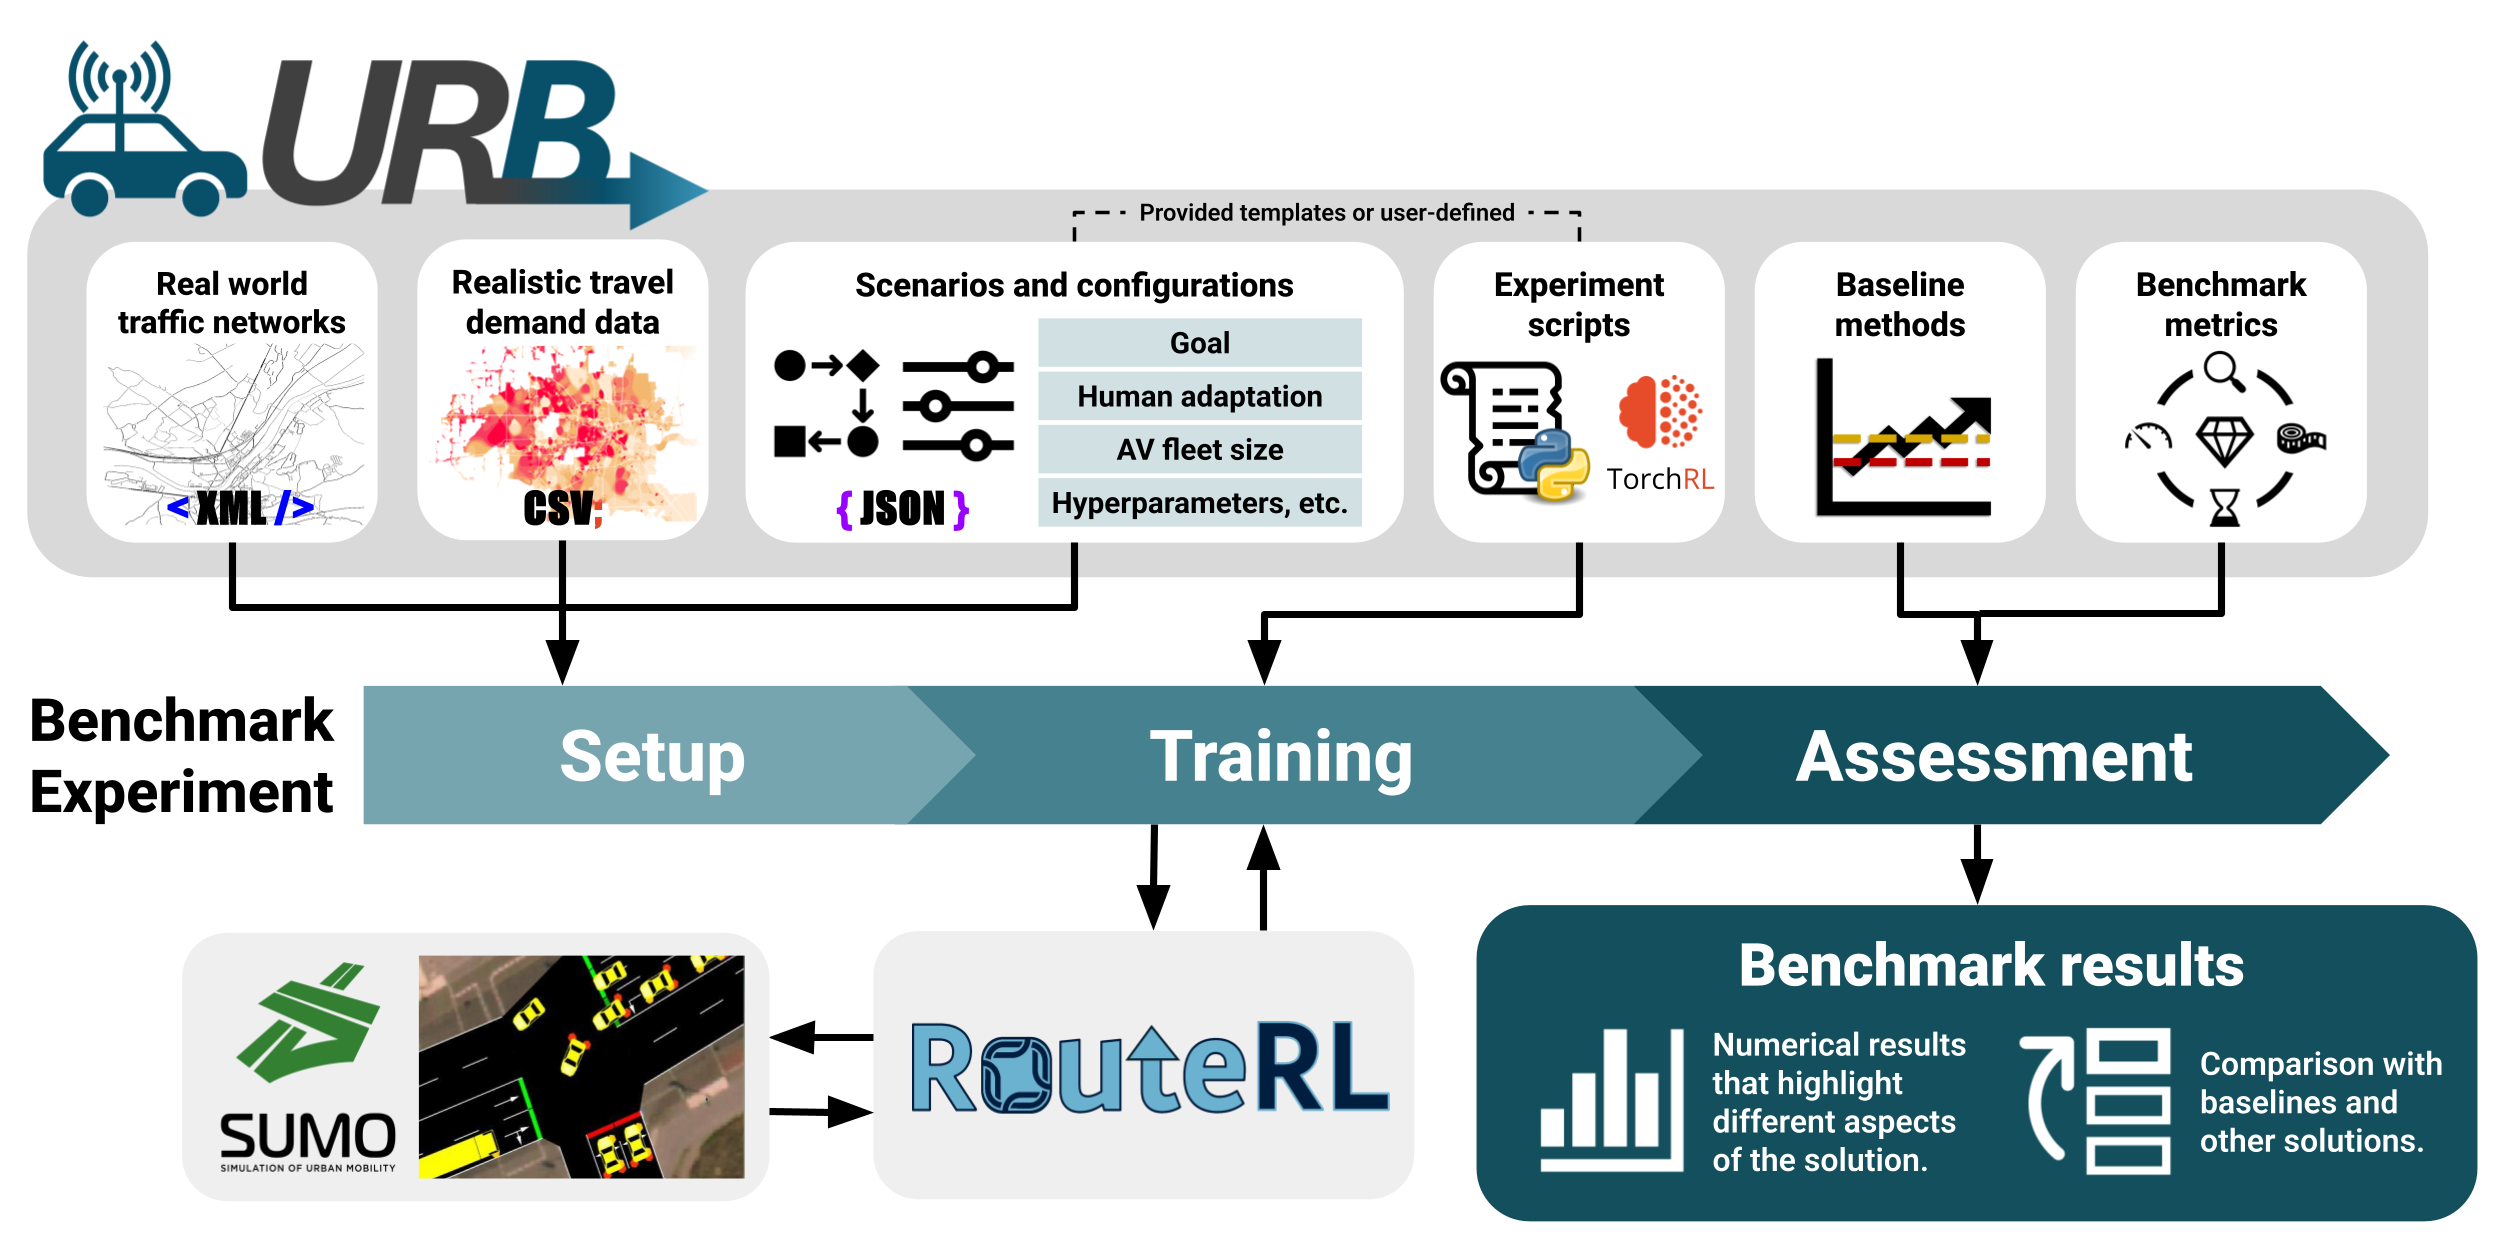 URB
Provided templates or user-defined
Real world
traffic networks
< XML />
Realistic travel
demand data
CSV;
Scenarios and configurations
{ JSON }
Goal
Human adaptation
AV fleet size
Hyperparameters, etc.
Experiment
scripts
TorchRL
Baseline
methods
Benchmark
metrics
Benchmark
Experiment
Setup
Training
Assessment
SUMO
SIMULATION OF URBAN MOBILITY
RouteRL
Benchmark results
Numerical results
that highlight
different aspects
of the solution.
Comparison with
baselines and
other solutions.